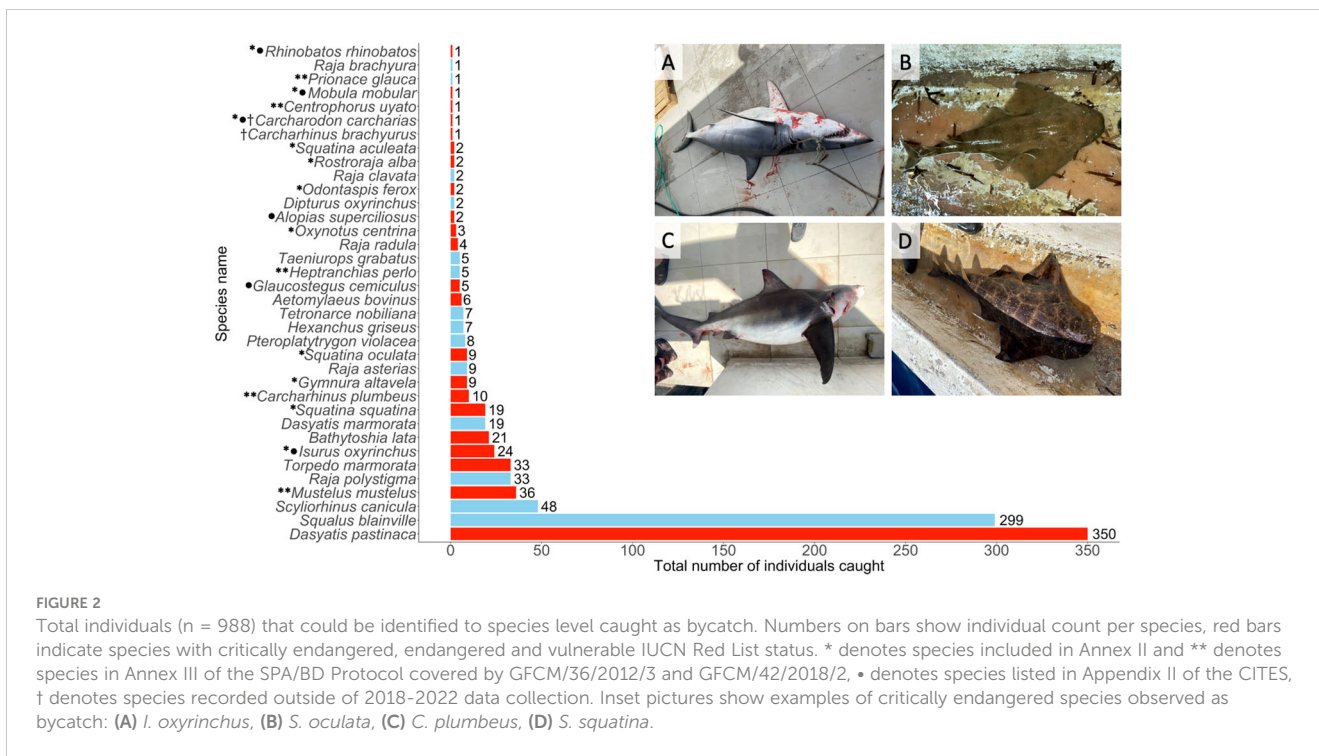 *●Rhinobatos rhinobatos 1
Raja brachyura 1
**Prionace glauca 1
*●Mobula mobular 1
**Centrophorus uyato 1
*●†Carcharodon carcharias 1
†Carcharhinus brachyurus 1
*Squatina aculeata 2
*Rostroraja alba 2
Raja clavata 2
*Odontaspis ferox 2
Dipturus oxyrinchus 2
●Alopias superciliosus 2
*Oxynotus centrina 3
Raja radula 4
Taeniurops grabatus 5
**Heptranchias perlo 5
●Glaucostegus cemiculus 5
Aetomylaeus bovinus 6
Tetronarce nobiliana 7
Hexanchus griseus 7
Pteroplatytrygon violacea 8
*Squatina oculata 9
Raja asterias 9
*Gymnura altavela 9
**Carcharhinus plumbeus 10
*Squatina squatina 19
Dasyatis marmorata 19
Bathytoshia lata 21
*●Isurus oxyrinchus 24
Torpedo marmorata 33
Raja polystigma 33
**Mustelus mustelus 36
Scyliorhinus canicula 48
Squalus blainville 299
Dasyatis pastinaca 350
Species name
0 50 100 150 200 250 300 350
Total number of individuals caught
A
B
C
D
FIGURE 2
Total individuals (n = 988) that could be identified to species level caught as bycatch. Numbers on bars show individual count per species, red bars
indicate species with critically endangered, endangered and vulnerable IUCN Red List status. * denotes species included in Annex II and ** denotes
species in Annex III of the SPA/BD Protocol covered by GFCM/36/2012/3 and GFCM/42/2018/2, • denotes species listed in Appendix II of the CITES,
† denotes species recorded outside of 2018-2022 data collection. Inset pictures show examples of critically endangered species observed as
bycatch: (A) I. oxyrinchus, (B) S. oculata, (C) C. plumbeus, (D) S. squatina.